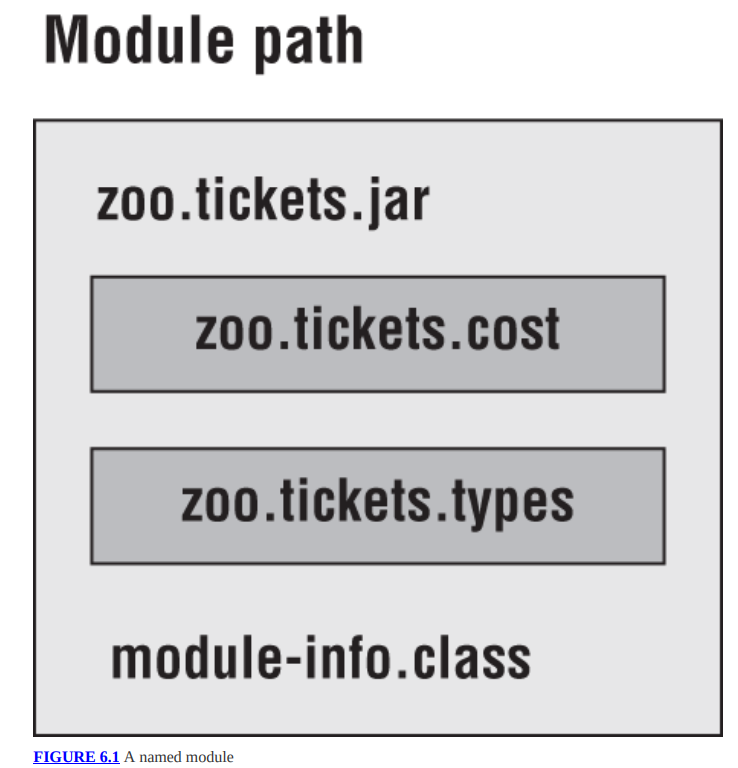 Module path
zoo.tickets.jar
zoo.tickets.cost
zoo.tickets.types
module-info.class
FIGURE 6.1 A named module